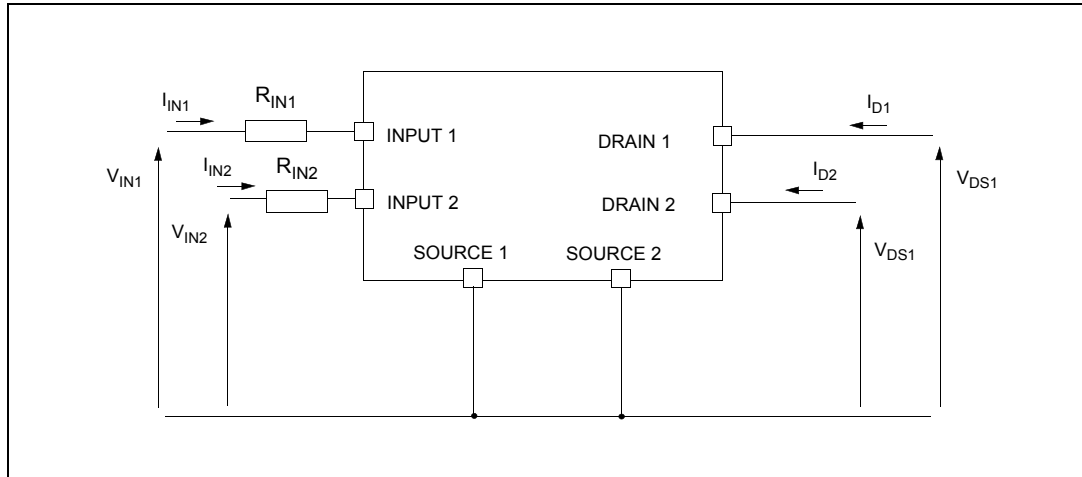 I_IN1
R_IN1
INPUT 1
DRAIN 1
I_D1
V_IN1
I_IN2
R_IN2
INPUT 2
DRAIN 2
I_D2
V_DS1
V_IN2
SOURCE 1
SOURCE 2
V_DS1